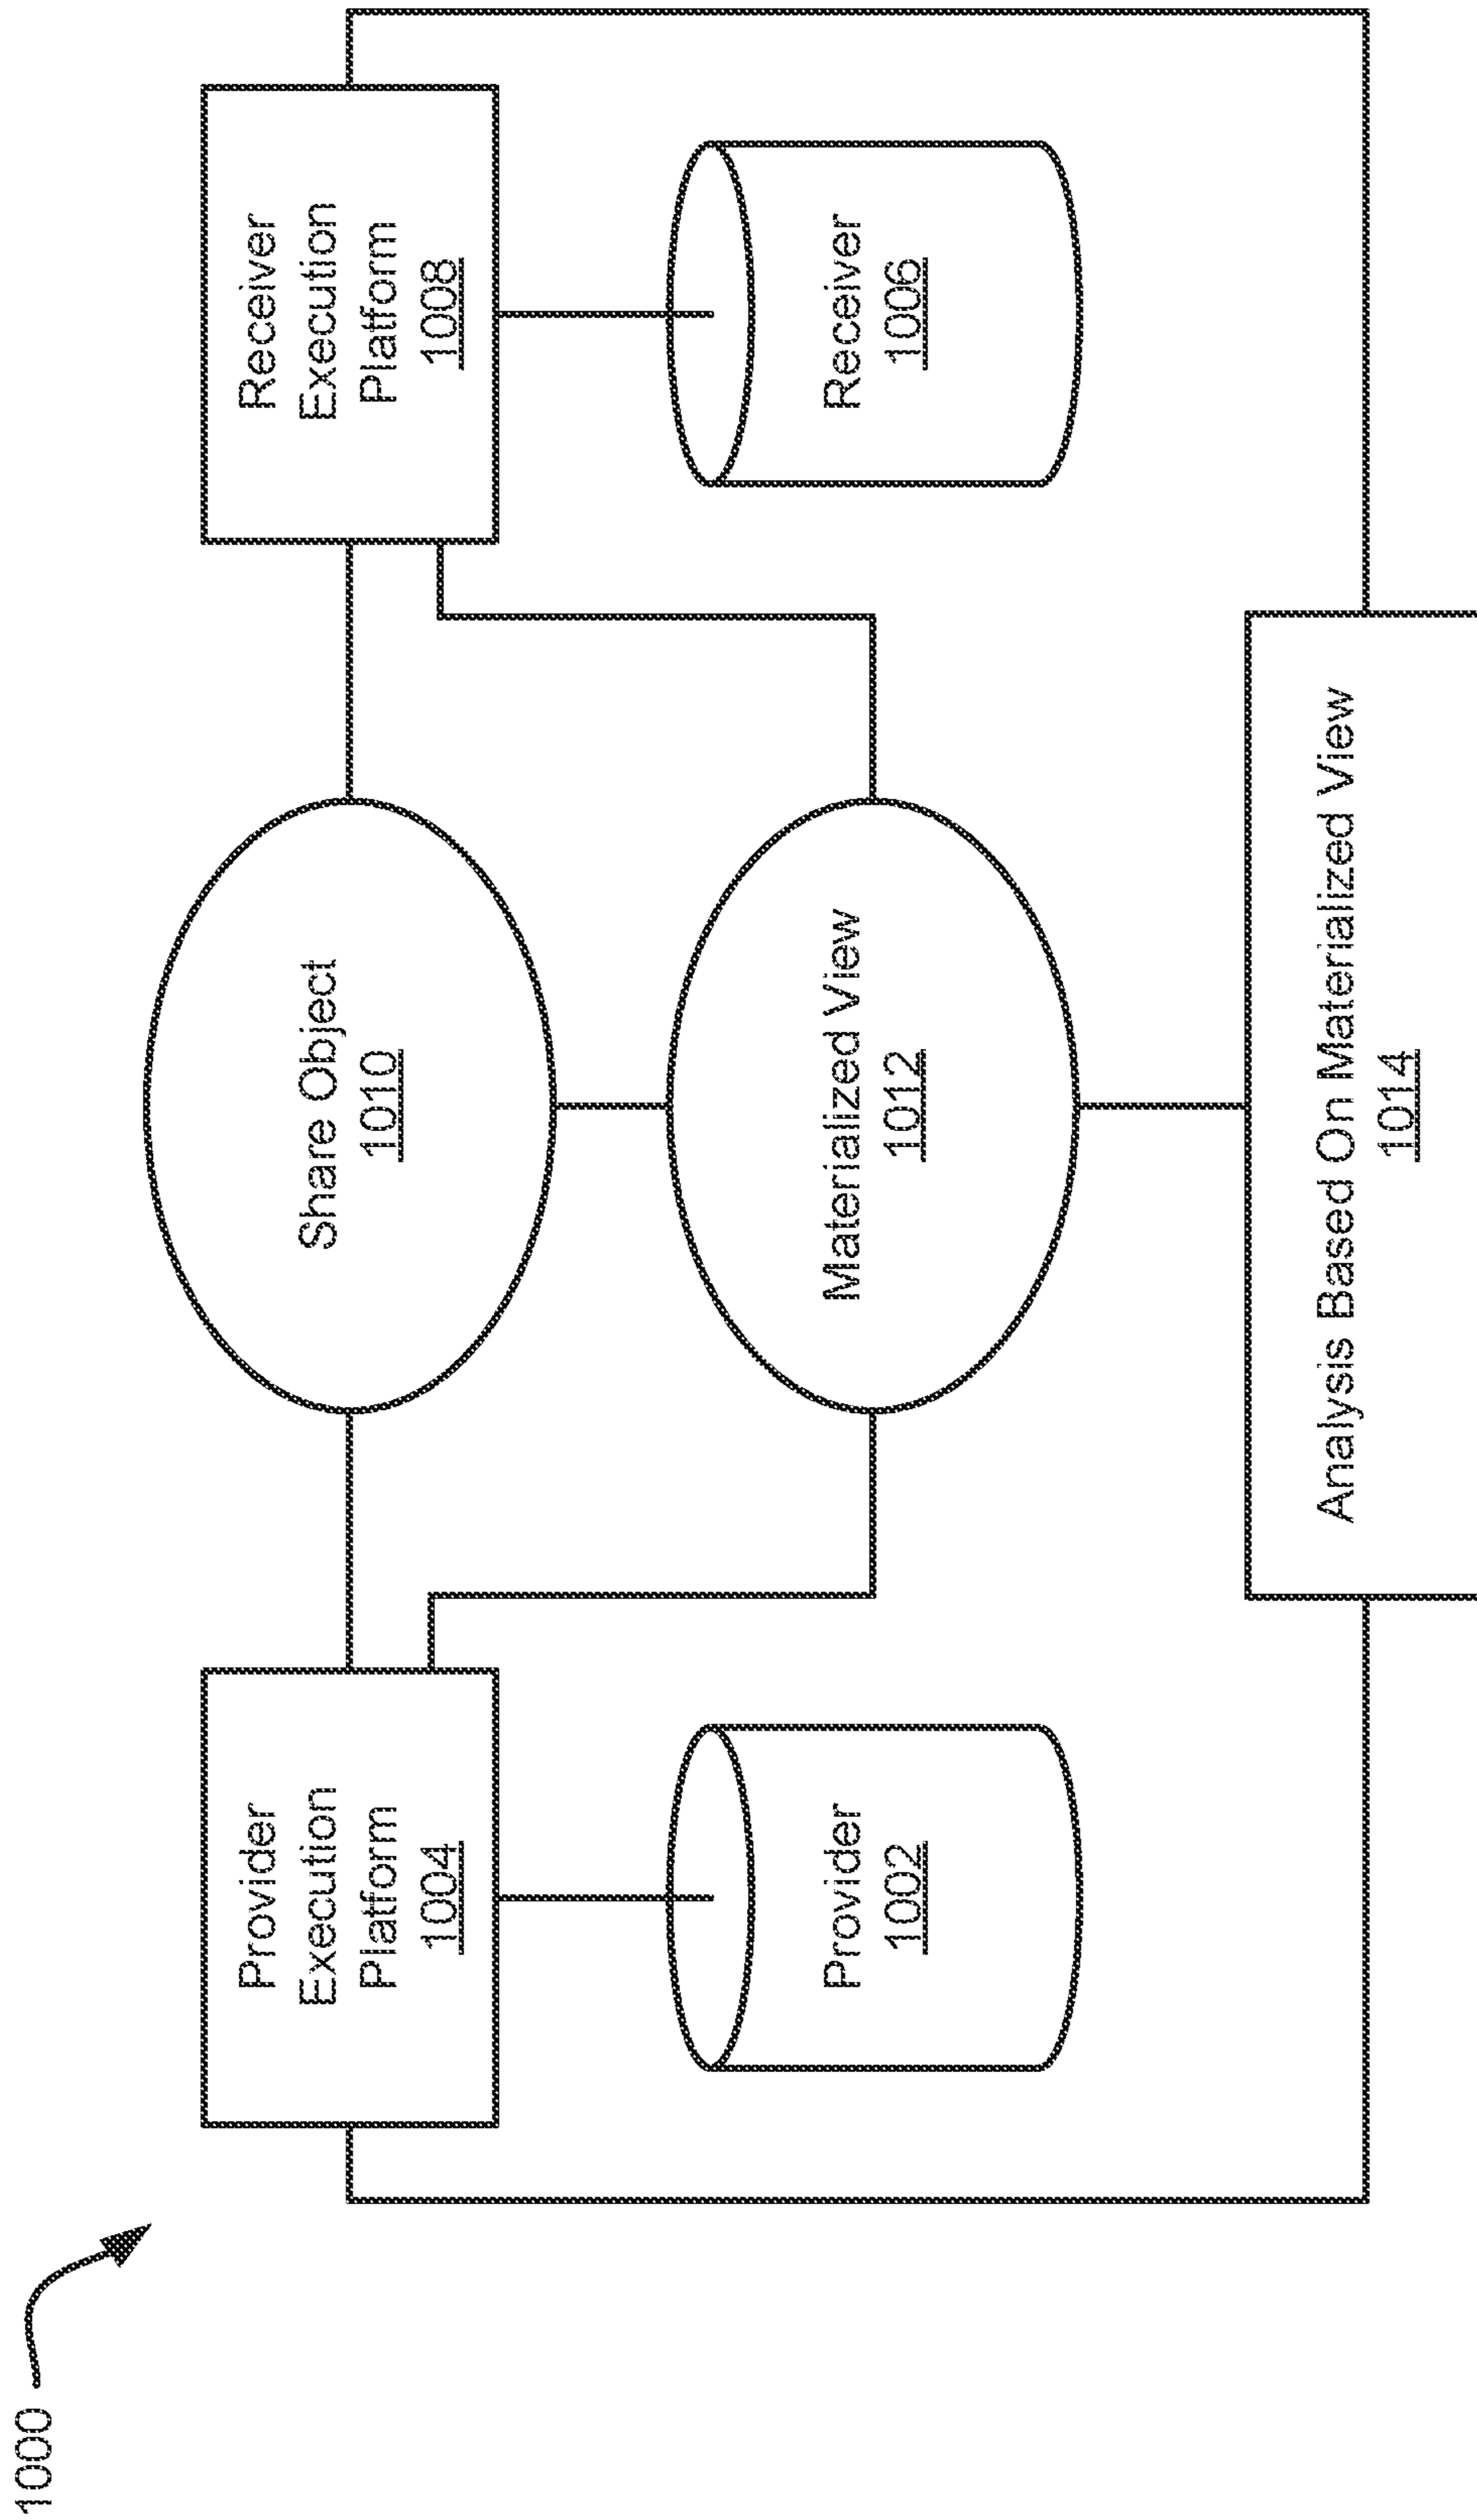 1000
Provider
Execution
Platform
1004
Share Object
1010
Receiver
Execution
Platform
1008
Provider
1002
Materialized View
1012
Receiver
1006
Analysis Based On Materialized View
1014